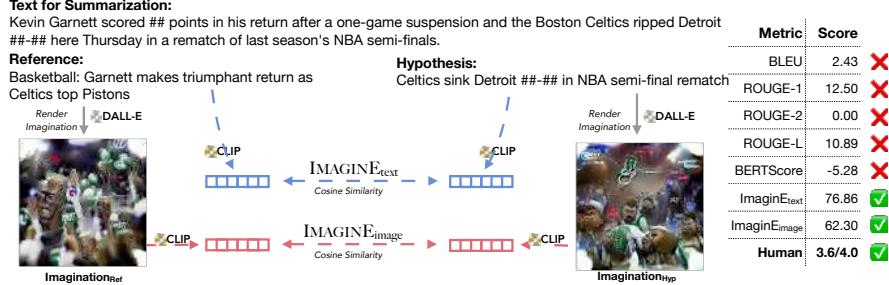 Text for Summarization:
Kevin Garnett scored ## points in his return after a one-game suspension and the Boston Celtics ripped Detroit
##-## here Thursday in a rematch of last season's NBA semi-finals.
Reference:
Basketball: Garnett makes triumphant return as
Celtics top Pistons
Hypothesis:
Celtics sink Detroit ##-## in NBA semi-final rematch
Render
Imagination
DALL-E
Render
Imagination
DALL-E
CLIP
CLIP
IMAGINEtext
Cosine Similarity
CLIP
IMAGINEimage
Cosine Similarity
CLIP
ImaginationRef
ImaginationHyp
Metric Score
BLEU 2.43
ROUGE-1 12.50
ROUGE-2 0.00
ROUGE-L 10.89
BERTScore -5.28
ImaginEtext 76.86
ImaginEimage 62.30
Human 3.6/4.0